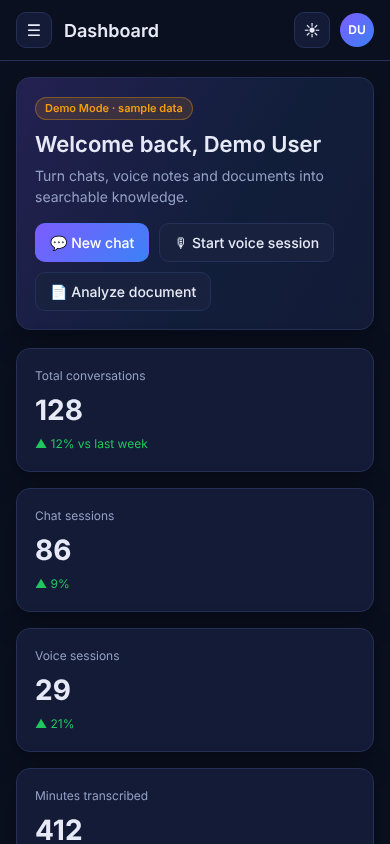 ☰ Dashboard ☀ DU
Demo Mode · sample data
Welcome back, Demo User
Turn chats, voice notes and documents into
searchable knowledge.
💬 New chat 🎙 Start voice session
📄 Analyze document
Total conversations
128
▲ 12% vs last week
Chat sessions
86
▲ 9%
Voice sessions
29
▲ 21%
Minutes transcribed
412